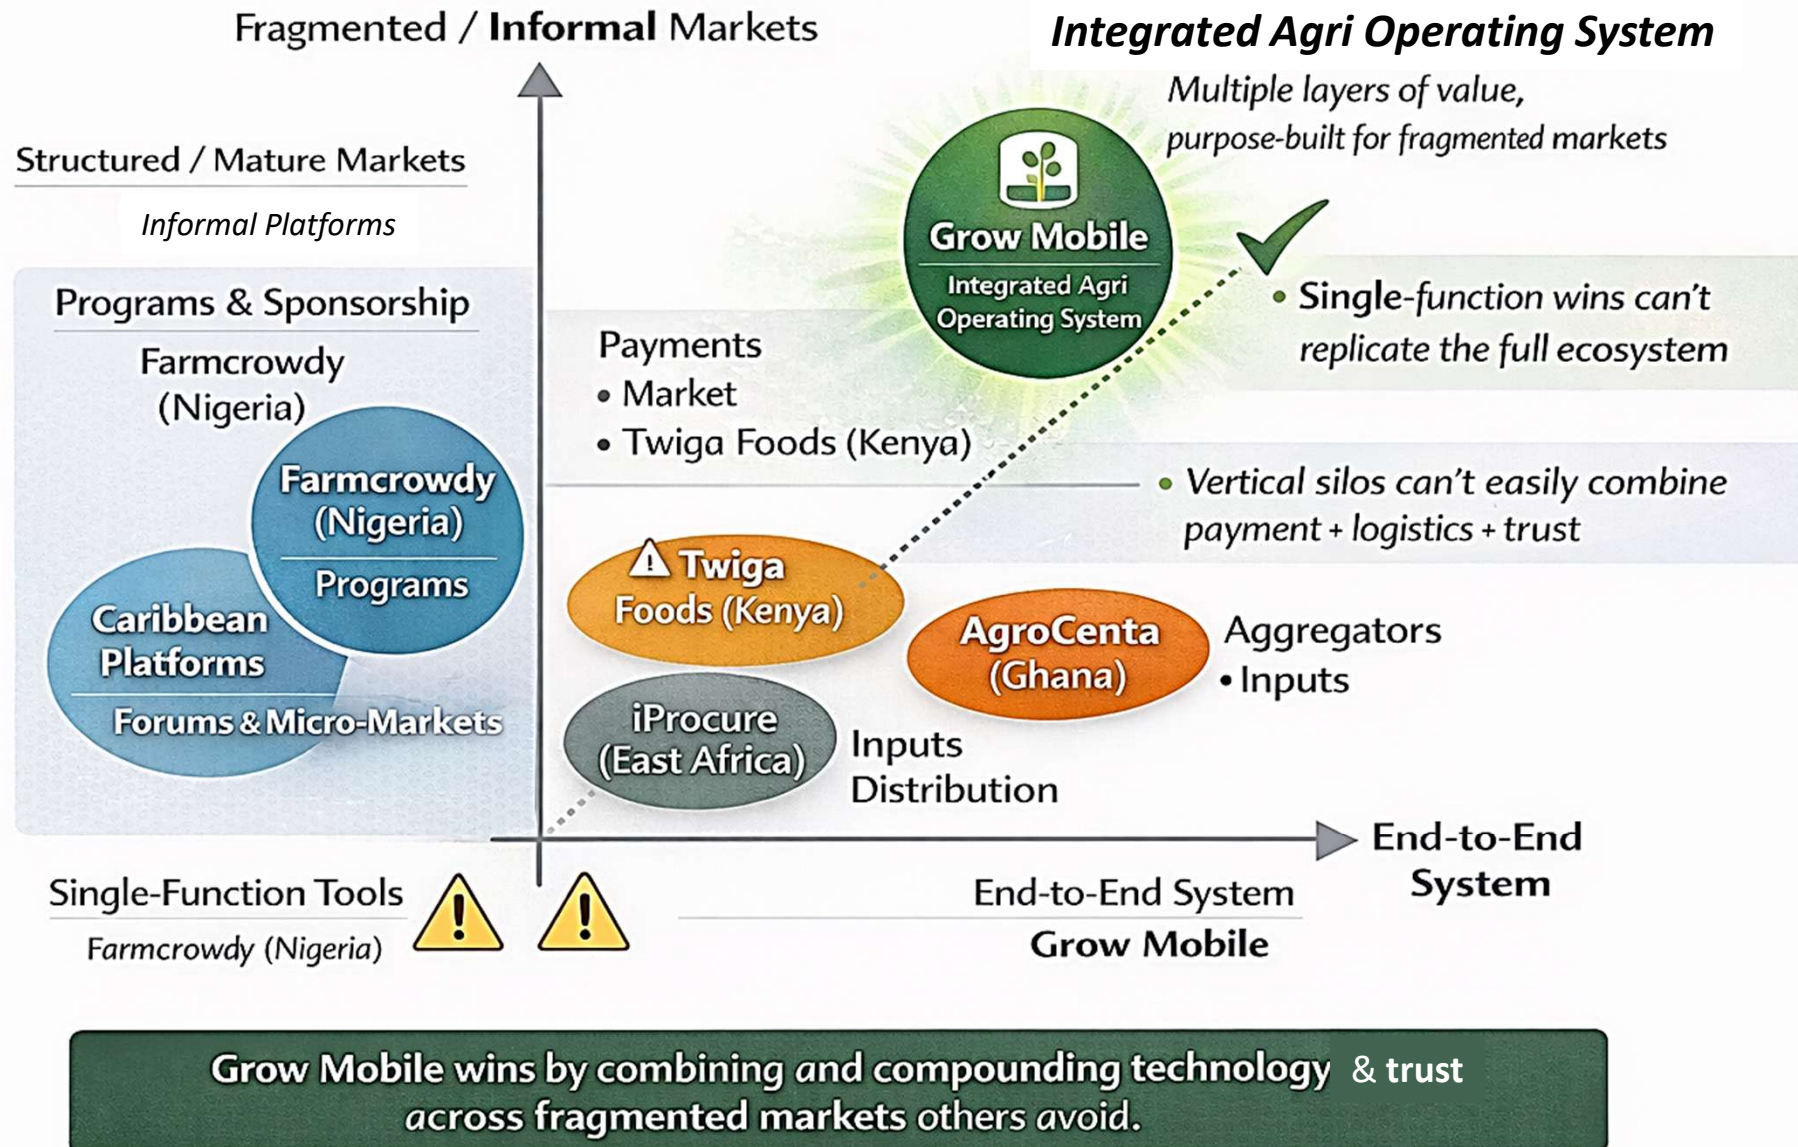 Fragmented / Informal Markets
Integrated Agri Operating System
Multiple layers of value,
purpose-built for fragmented markets
Structured / Mature Markets
Informal Platforms
Programs & Sponsorship
Farmcrowdy
(Nigeria)
Farmcrowdy
(Nigeria)
Programs
Caribbean
Platforms
Forums & Micro-Markets
Grow Mobile
Integrated Agri
Operating System
Payments
• Market
• Twiga Foods (Kenya)
• Single-function wins can't
replicate the full ecosystem
• Vertical silos can't easily combine
payment + logistics + trust
Twiga
Foods (Kenya)
AgroCenta
(Ghana)
Aggregators
• Inputs
iProcure
(East Africa)
Inputs
Distribution
End-to-End
System
Single-Function Tools
Farmcrowdy (Nigeria)
End-to-End System
Grow Mobile
Grow Mobile wins by combining and compounding technology & trust
across fragmented markets others avoid.